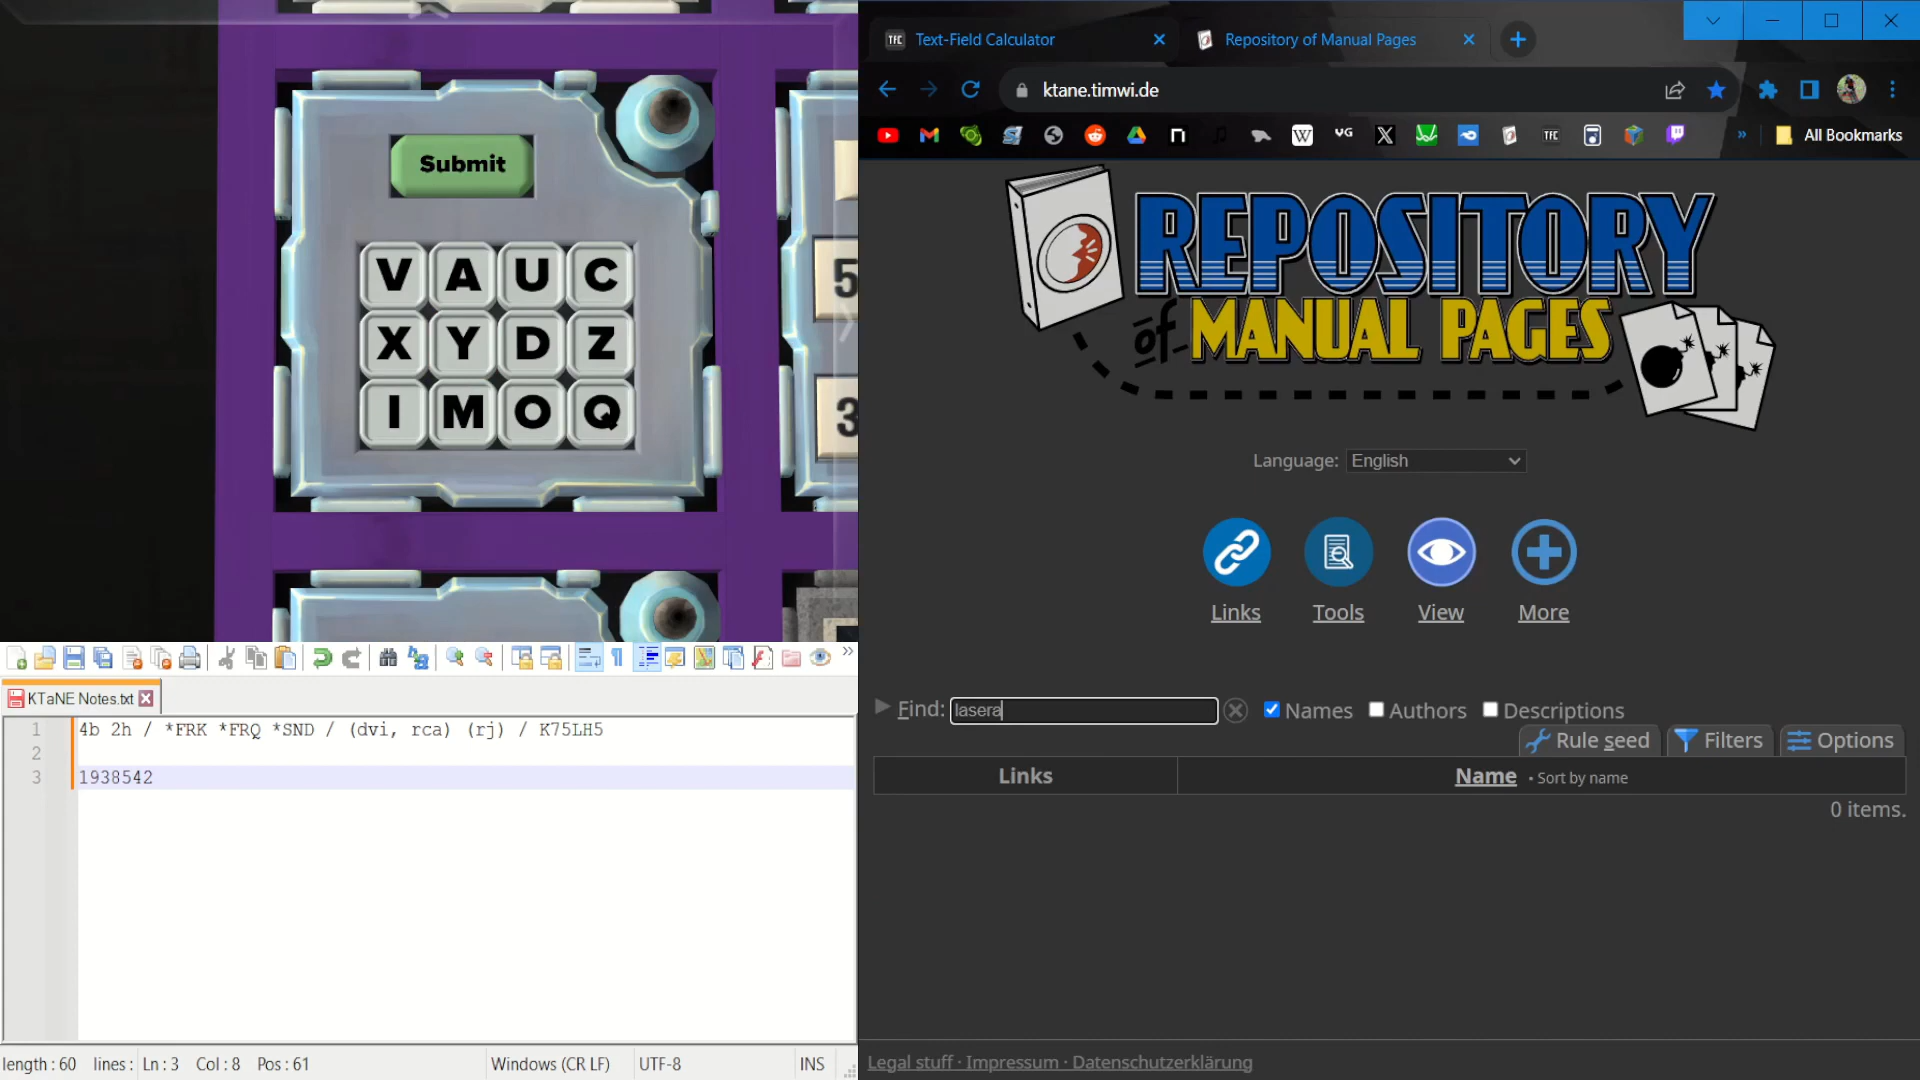 Submit
V A U C
X Y D Z
I M O Q
5
3
KTaNE Notes.txt
1 4b 2h / *FRK *FRQ *SND / (dvi, rca) (rj) / K75LH5
2
3 1938542
length : 60 lines : Ln : 3 Col : 8 Pos : 61 Windows (CR LF) UTF-8 INS
TFC Text-Field Calculator
Repository of Manual Pages
ktane.timwi.de
All Bookmarks
REPOSITORY
of MANUAL PAGES
Language: English
Links Tools View More
Find: lasera Names Authors Descriptions
Rule seed Filters Options
Links Name • Sort by name
0 items.
Legal stuff · Impressum · Datenschutzerklärung